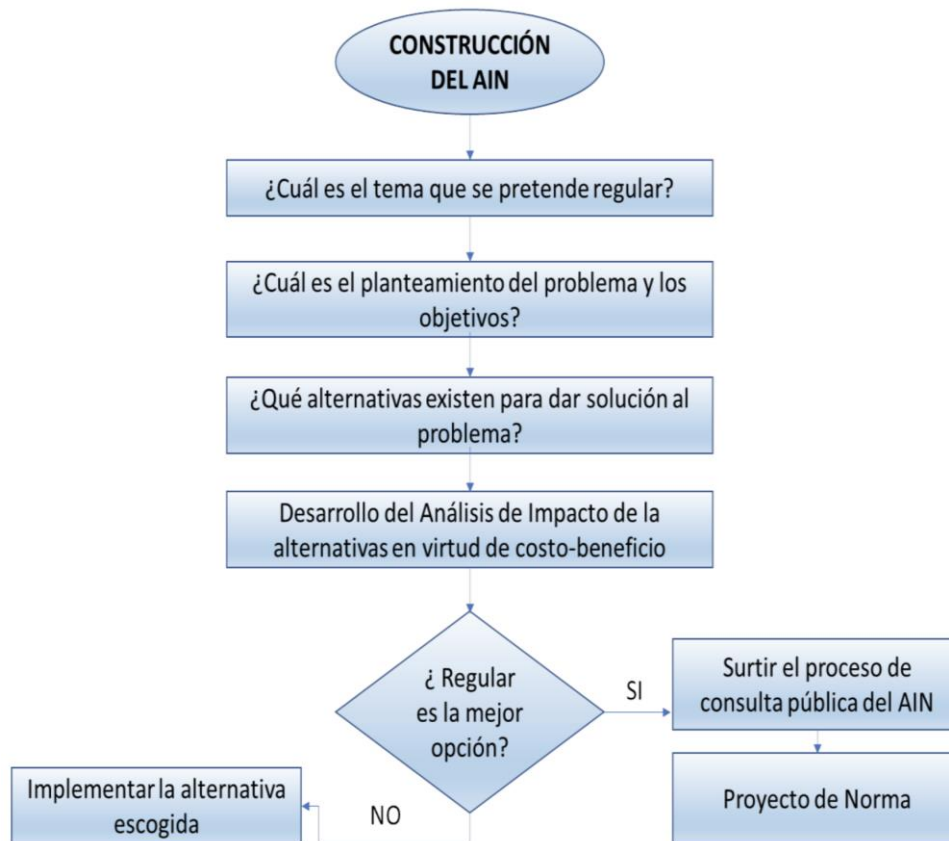 CONSTRUCCIÓN
DEL AIN
¿Cuál es el tema que se pretende regular?
¿Cuál es el planteamiento del problema y los
objetivos?
¿Qué alternativas existen para dar solución al
problema?
Desarrollo del Análisis de Impacto de la
alternativas en virtud de costo-beneficio
¿ Regular
es la mejor
opción?
SI
Surtir el proceso de
consulta pública del AIN
Proyecto de Norma
NO
Implementar la alternativa
escogida